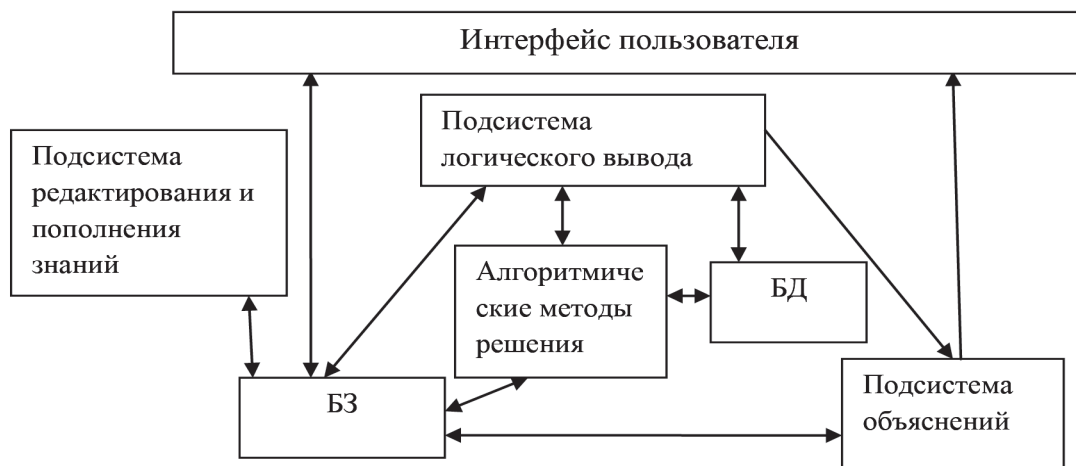 Интерфейс пользователя
Подсистема
логического вывода
Подсистема
редактирования и
пополнения
знаний
Алгоритмиче
ские методы
решения
БД
БЗ
Подсистема
объяснений